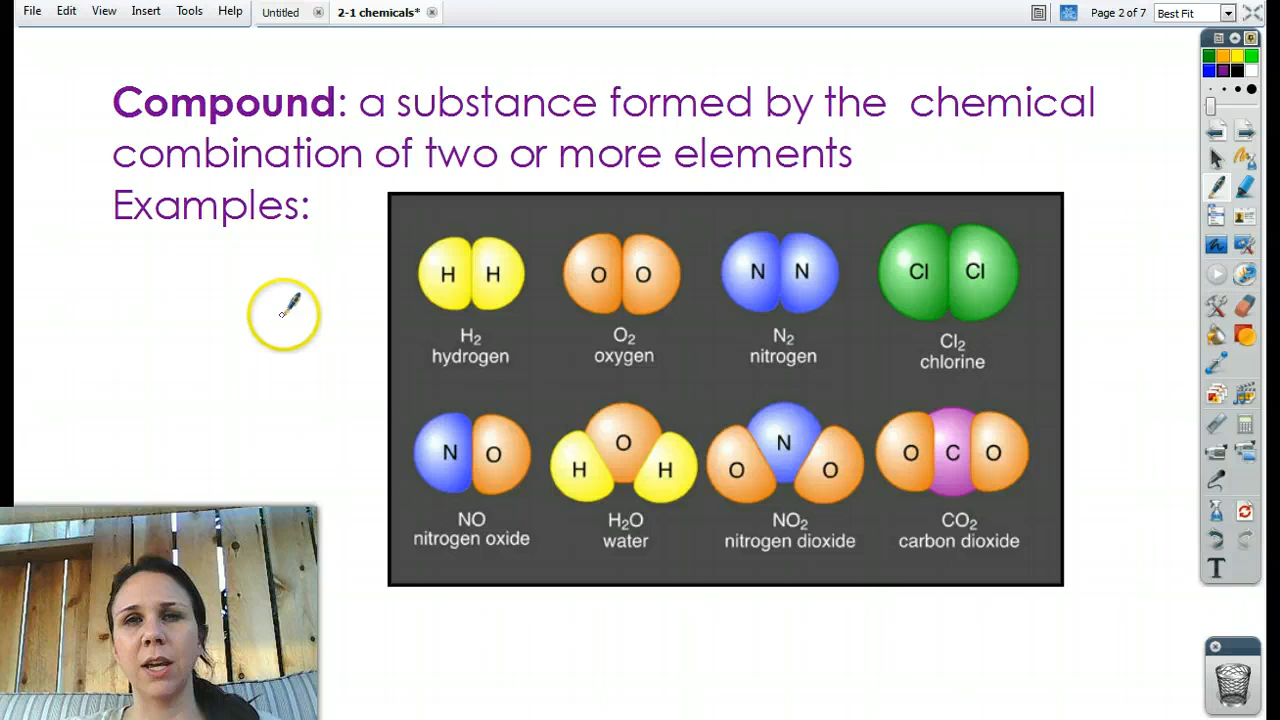 File Edit View Insert Tools Help Untitled 2-1 chemicals* Page 2 of 7 Best Fit
Compound: a substance formed by the chemical
combination of two or more elements
Examples:
H H O O N N Cl Cl
H₂ O₂ N₂ Cl₂
hydrogen oxygen nitrogen chlorine
N O H O H O N O O C O
NO H₂O NO₂ CO₂
nitrogen oxide water nitrogen dioxide carbon dioxide
T